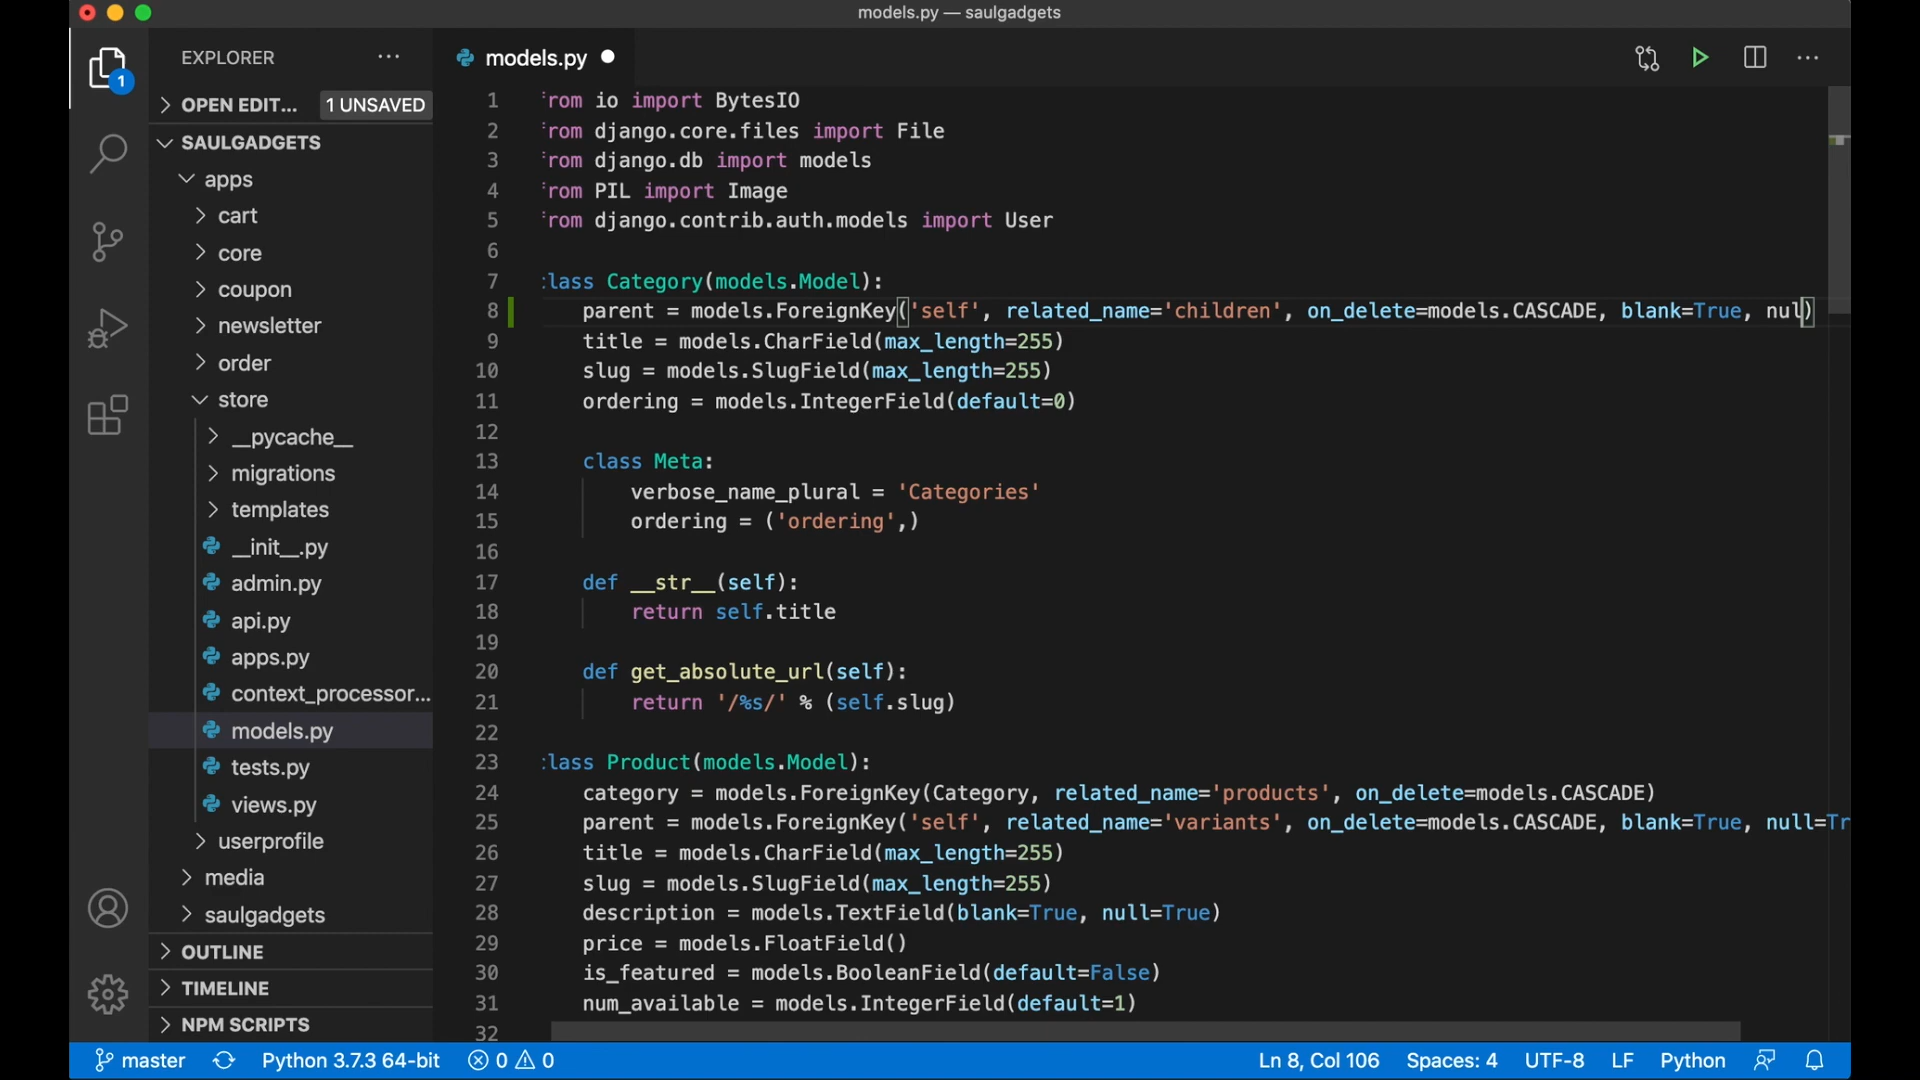 models.py — saulgadgets
EXPLORER
models.py
1
OPEN EDIT...
1 UNSAVED
SAULGADGETS
apps
cart
core
coupon
newsletter
order
store
__pycache__
migrations
templates
__init__.py
admin.py
api.py
apps.py
context_processor...
models.py
tests.py
views.py
userprofile
media
saulgadgets
OUTLINE
TIMELINE
NPM SCRIPTS
1 rom io import BytesIO
2 rom django.core.files import File
3 rom django.db import models
4 rom PIL import Image
5 rom django.contrib.auth.models import User
6
7 lass Category(models.Model):
8 parent = models.ForeignKey('self', related_name='children', on_delete=models.CASCADE, blank=True, nul)
9 title = models.CharField(max_length=255)
10 slug = models.SlugField(max_length=255)
11 ordering = models.IntegerField(default=0)
12
13 class Meta:
14 verbose_name_plural = 'Categories'
15 ordering = ('ordering',)
16
17 def __str__(self):
18 return self.title
19
20 def get_absolute_url(self):
21 return '/%s/' % (self.slug)
22
23 lass Product(models.Model):
24 category = models.ForeignKey(Category, related_name='products', on_delete=models.CASCADE)
25 parent = models.ForeignKey('self', related_name='variants', on_delete=models.CASCADE, blank=True, null=Tr
26 title = models.CharField(max_length=255)
27 slug = models.SlugField(max_length=255)
28 description = models.TextField(blank=True, null=True)
29 price = models.FloatField()
30 is_featured = models.BooleanField(default=False)
31 num_available = models.IntegerField(default=1)
32
master
Python 3.7.3 64-bit
0
0
Ln 8, Col 106
Spaces: 4
UTF-8
LF
Python